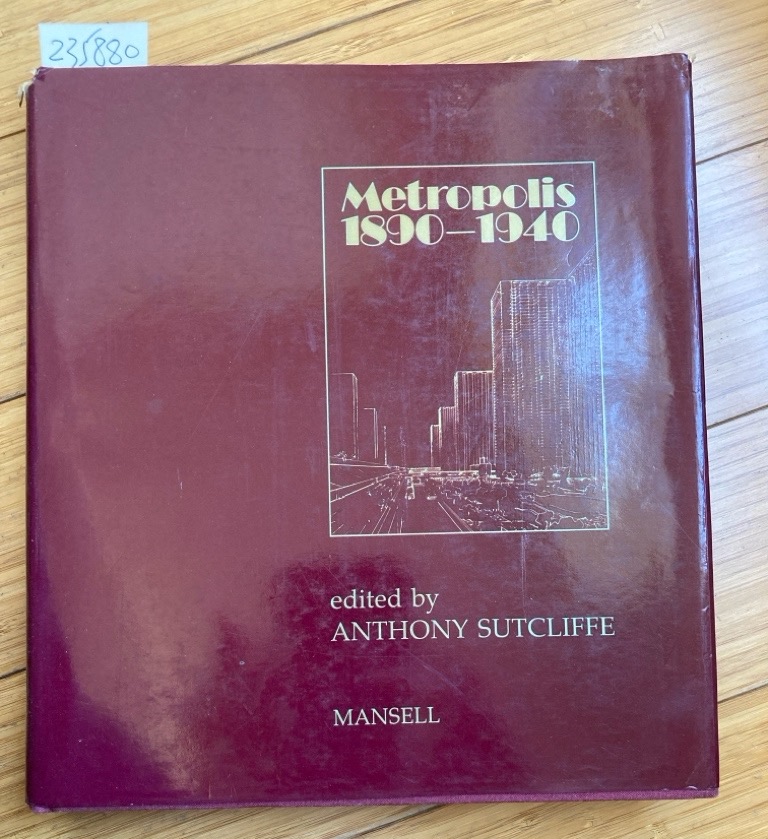 235880
Metropolis
1890—1940
edited by
ANTHONY SUTCLIFFE
MANSELL